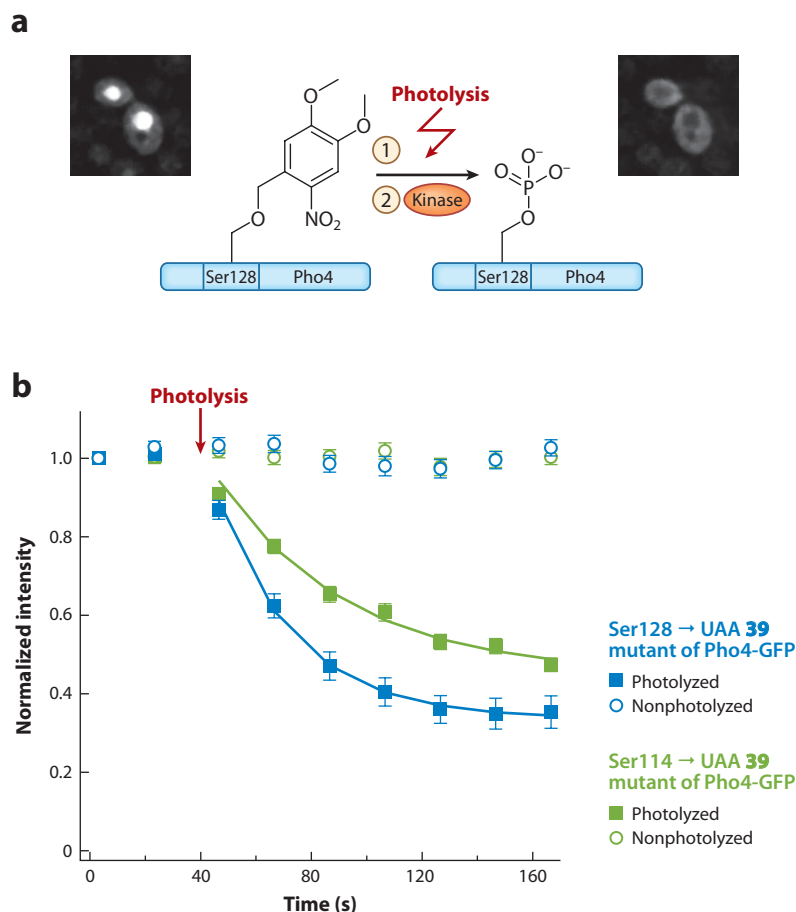 a
Photolysis
O
O
O
NO₂
1
2 Kinase
O⁻
O P O⁻
O
Ser128 Pho4
Ser128 Pho4
b
Photolysis
Normalized intensity
1.0
0.8
0.6
0.4
0.2
0
0 40 80 120 160
Time (s)
Ser128 → UAA 39
mutant of Pho4-GFP
Photolyzed
Nonphotolyzed
Ser114 → UAA 39
mutant of Pho4-GFP
Photolyzed
Nonphotolyzed